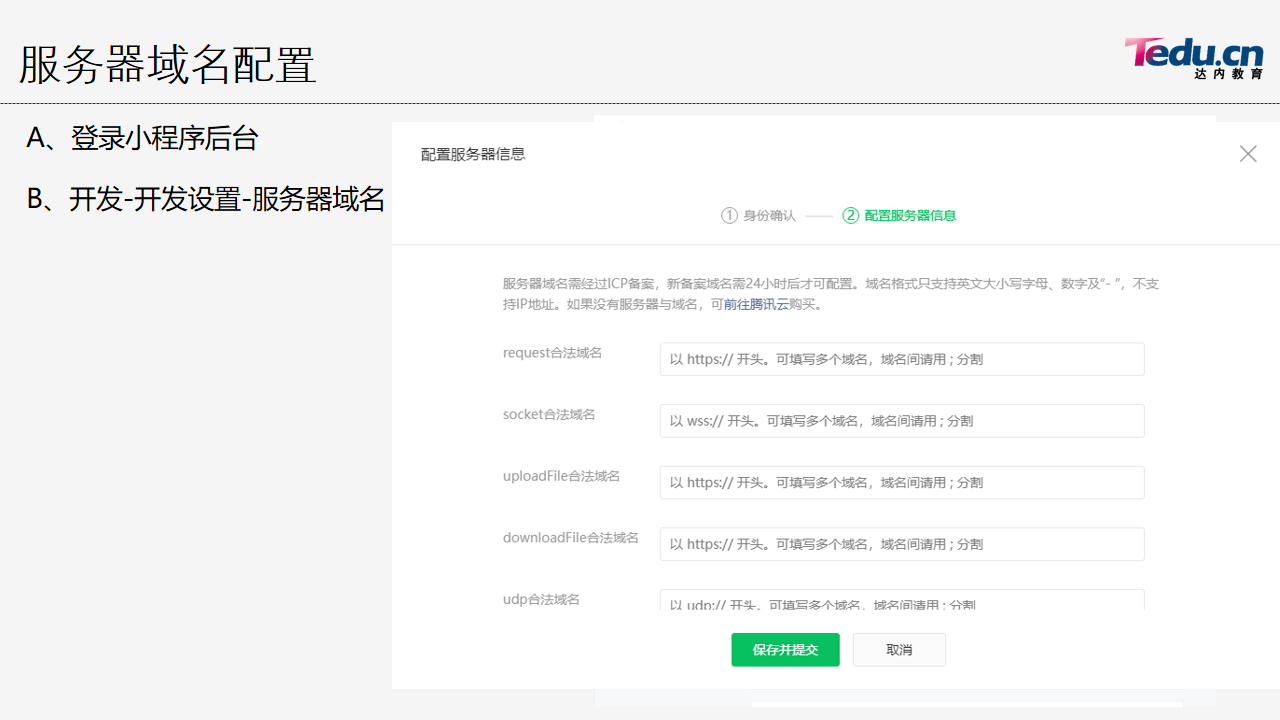 服务器域名配置
Tedu.cn
达内教育
A、登录小程序后台
B、开发-开发设置-服务器域名
配置服务器信息
1 身份确认
2 配置服务器信息
服务器域名需经过ICP备案，新备案域名需24小时后才可配置。域名格式只支持英文大小写字母、数字及"- "，不支
持IP地址。如果没有服务器与域名，可前往腾讯云购买。
request合法域名
以 https:// 开头。可填写多个域名，域名间请用 ; 分割
socket合法域名
以 wss:// 开头。可填写多个域名，域名间请用 ; 分割
uploadFile合法域名
以 https:// 开头。可填写多个域名，域名间请用 ; 分割
downloadFile合法域名
以 https:// 开头。可填写多个域名，域名间请用 ; 分割
udp合法域名
以 udp:// 开头。可填写多个域名，域名间请用 ; 分割
保存并提交
取消